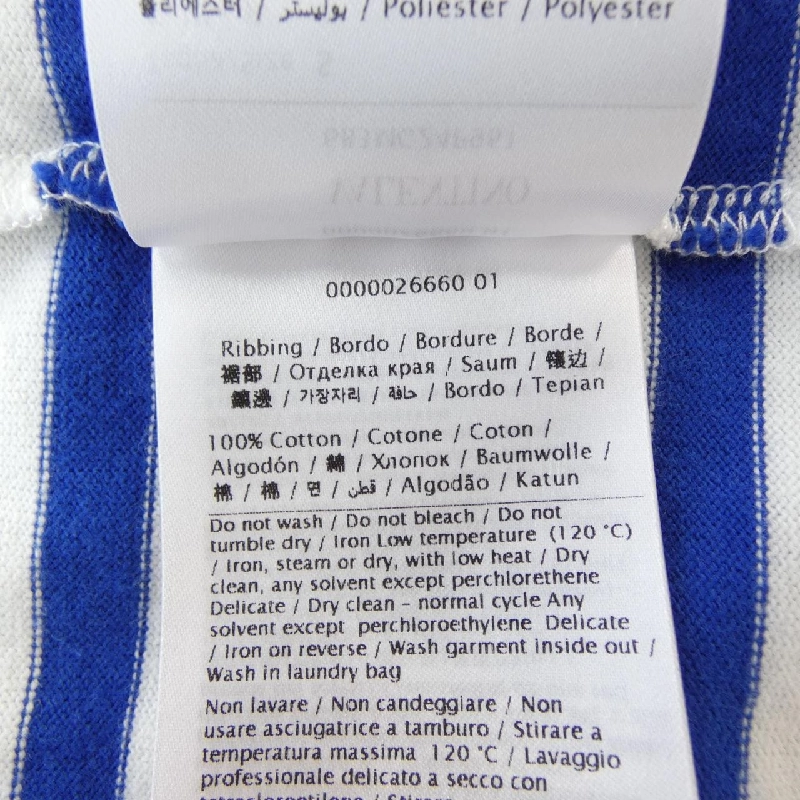 폴리에스터 / بوليستر / Poliéster / Polyester
VALENTINO
0000026660 01
Ribbing / Bordo / Bordure / Borde /
裾部 / Отделка края / Saum / 镶边 /
鑲邊 / 가장자리 / حافة / Bordo / Tepian
100% Cotton / Cotone / Coton /
Algodón / 綿 / Хлопок / Baumwolle /
棉 / 棉 / 면 / قطن / Algodão / Katun
Do not wash / Do not bleach / Do not
tumble dry / Iron Low temperature (120 °C)
/ Iron, steam or dry, with low heat / Dry
clean, any solvent except perchlorethene
Delicate / Dry clean - normal cycle Any
solvent except perchloroethylene Delicate
/ Iron on reverse / Wash garment inside out /
Wash in laundry bag
Non lavare / Non candeggiare / Non
usare asciugatrice a tamburo / Stirare a
temperatura massima 120 °C / Lavaggio
professionale delicato a secco con
tetracloroetilene / Stirare